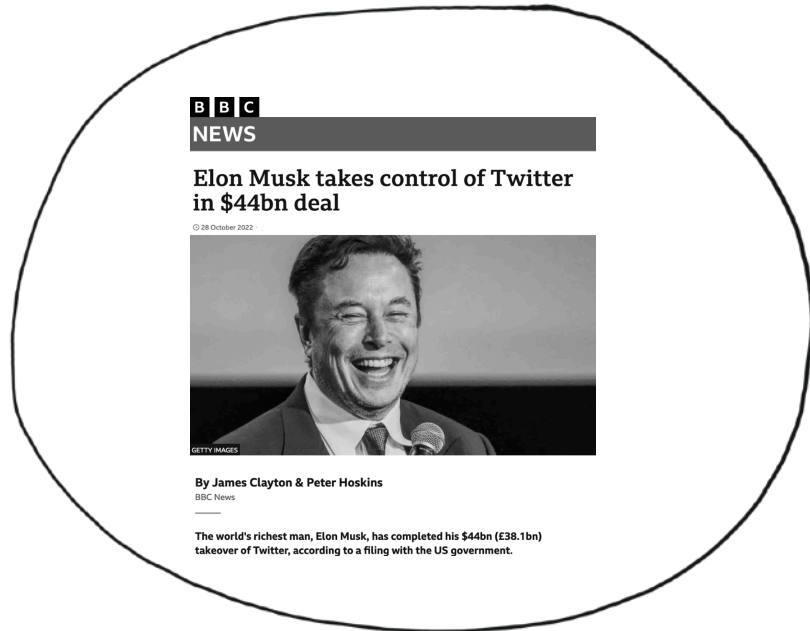 BBC
NEWS
Elon Musk takes control of Twitter
in $44bn deal
28 October 2022
GETTY IMAGES
By James Clayton & Peter Hoskins
BBC News
The world's richest man, Elon Musk, has completed his $44bn (£38.1bn)
takeover of Twitter, according to a filing with the US government.